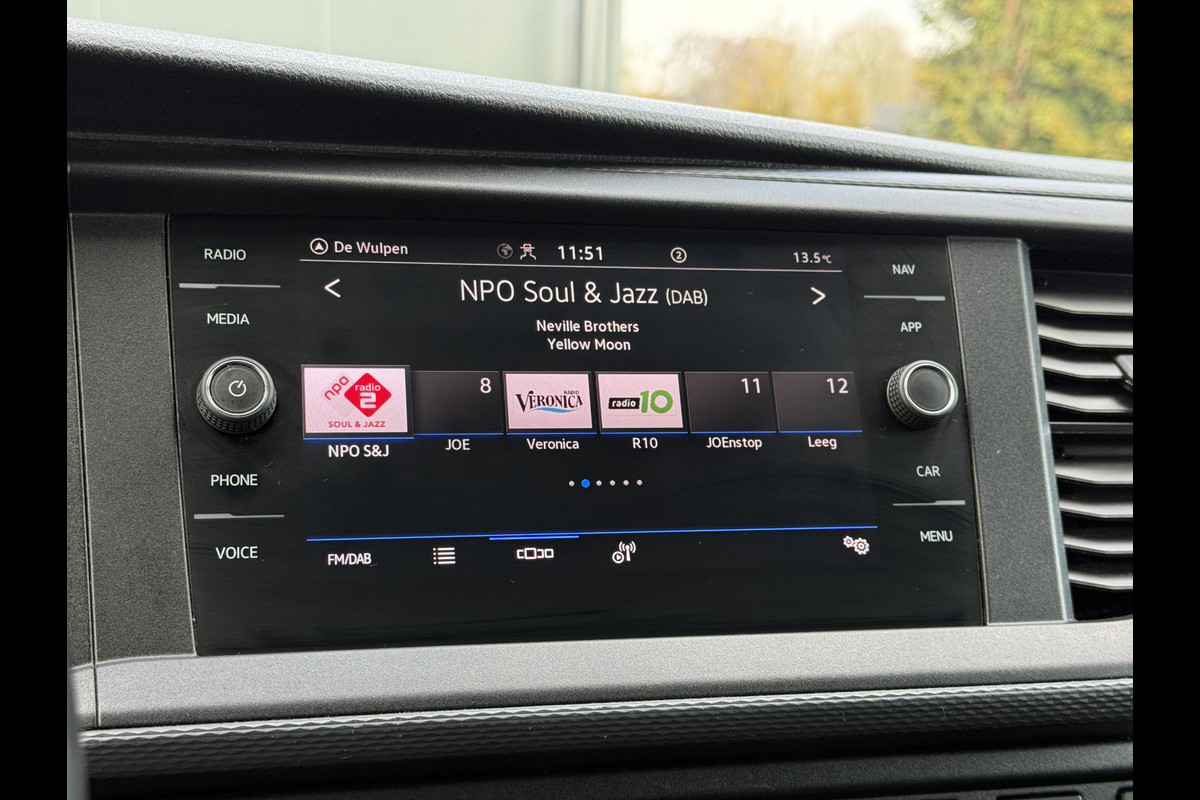 RADIO
MEDIA
PHONE
VOICE
De Wulpen
11:51
2
13.5°C
< NPO Soul & Jazz (DAB) >
Neville Brothers
Yellow Moon
npo radio 2 SOUL & JAZZ
8
RADIO VERONICA
radio 10
11
12
NPO S&J
JOE
Veronica
R10
JOEnstop
Leeg
FM/DAB
NAV
APP
CAR
MENU